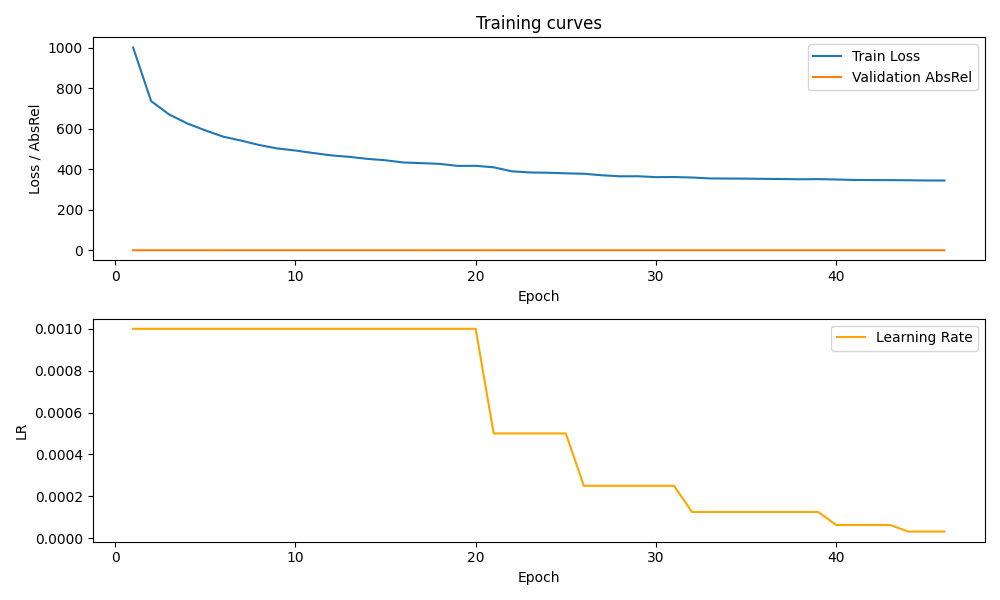 Training curves
Loss / AbsRel
1000
800
600
400
200
0
Train Loss
Validation AbsRel
0 10 20 30 40
Epoch
LR
0.0010
0.0008
0.0006
0.0004
0.0002
0.0000
Learning Rate
0 10 20 30 40
Epoch